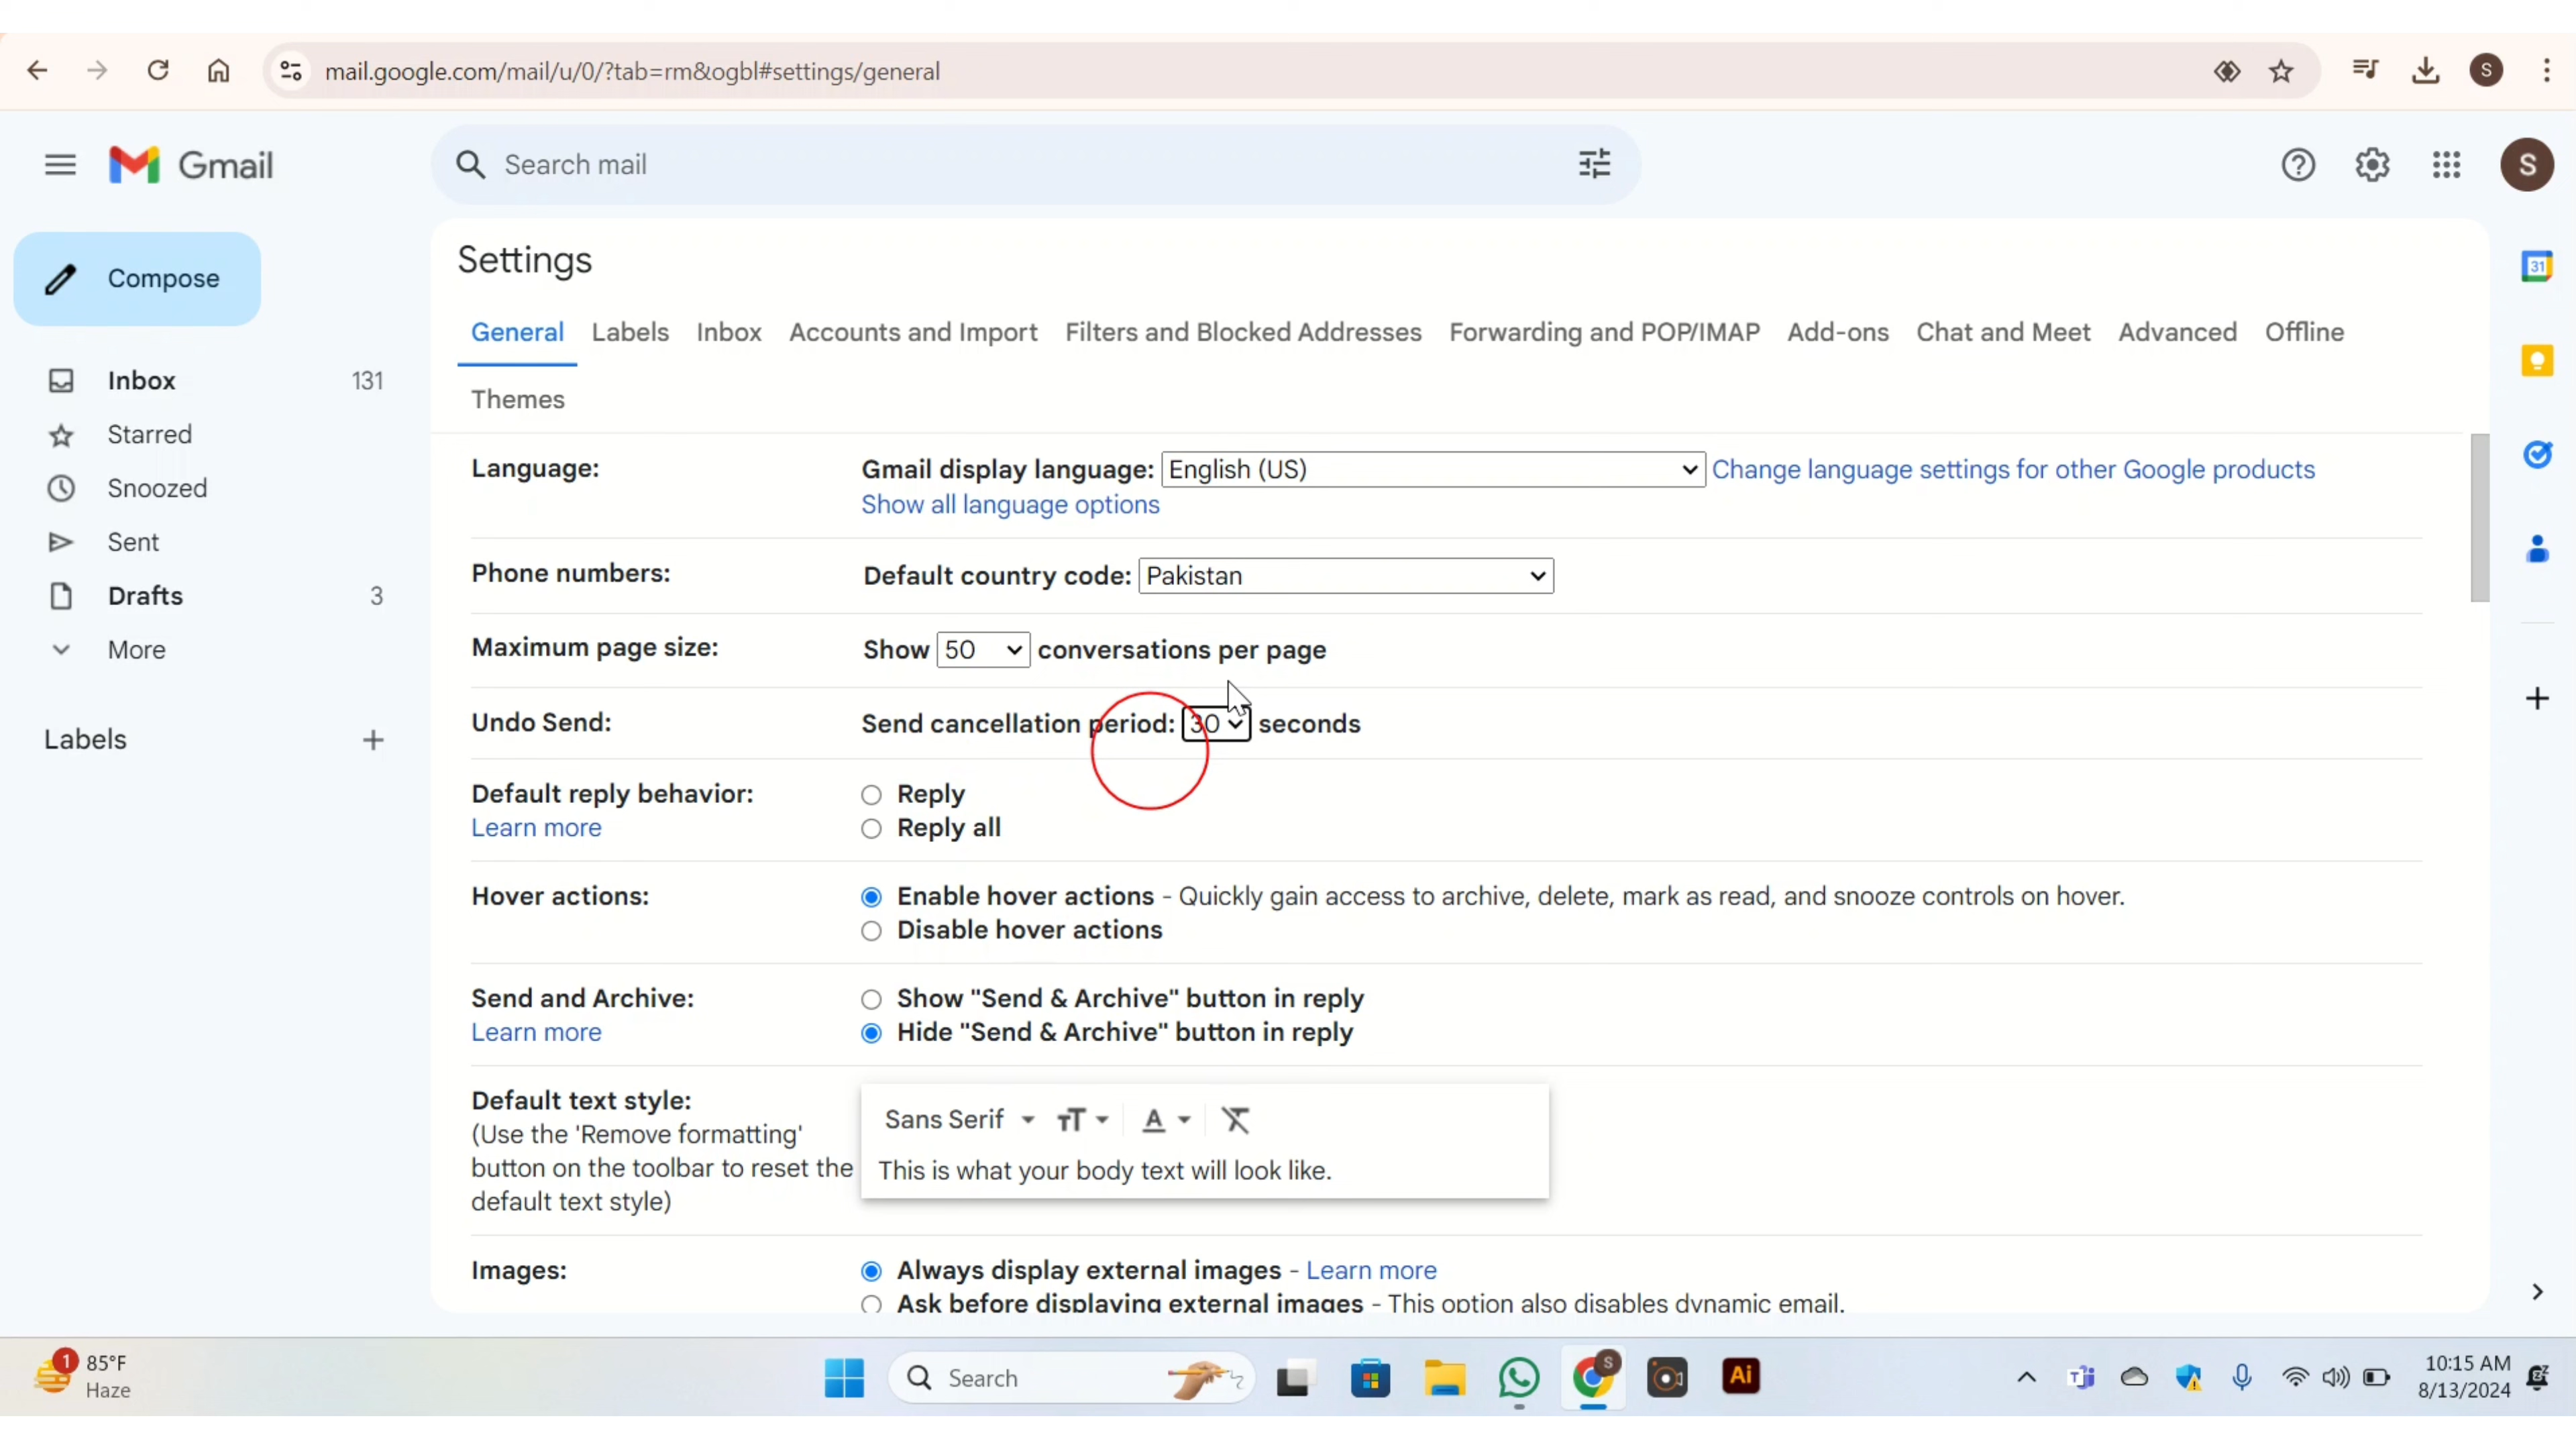 mail.google.com/mail/u/0/?tab=rm&ogbl#settings/general
S
Gmail
Search mail
S
Compose
Inbox 131
Starred
Snoozed
Sent
Drafts 3
More
Labels
Settings
General Labels Inbox Accounts and Import Filters and Blocked Addresses Forwarding and POP/IMAP Add-ons Chat and Meet Advanced Offline
Themes
Language: Gmail display language: English (US) Change language settings for other Google products
Show all language options
Phone numbers: Default country code: Pakistan
Maximum page size: Show 50 conversations per page
Undo Send: Send cancellation period: 30 seconds
Default reply behavior: Reply
Learn more Reply all
Hover actions: Enable hover actions - Quickly gain access to archive, delete, mark as read, and snooze controls on hover.
Disable hover actions
Send and Archive: Show "Send & Archive" button in reply
Learn more Hide "Send & Archive" button in reply
Default text style:
(Use the 'Remove formatting'
button on the toolbar to reset the
default text style)
Sans Serif
This is what your body text will look like.
Images: Always display external images - Learn more
Ask before displaying external images - This option also disables dynamic email.
31
1
85°F
Haze
Search
S
Ai
10:15 AM
8/13/2024